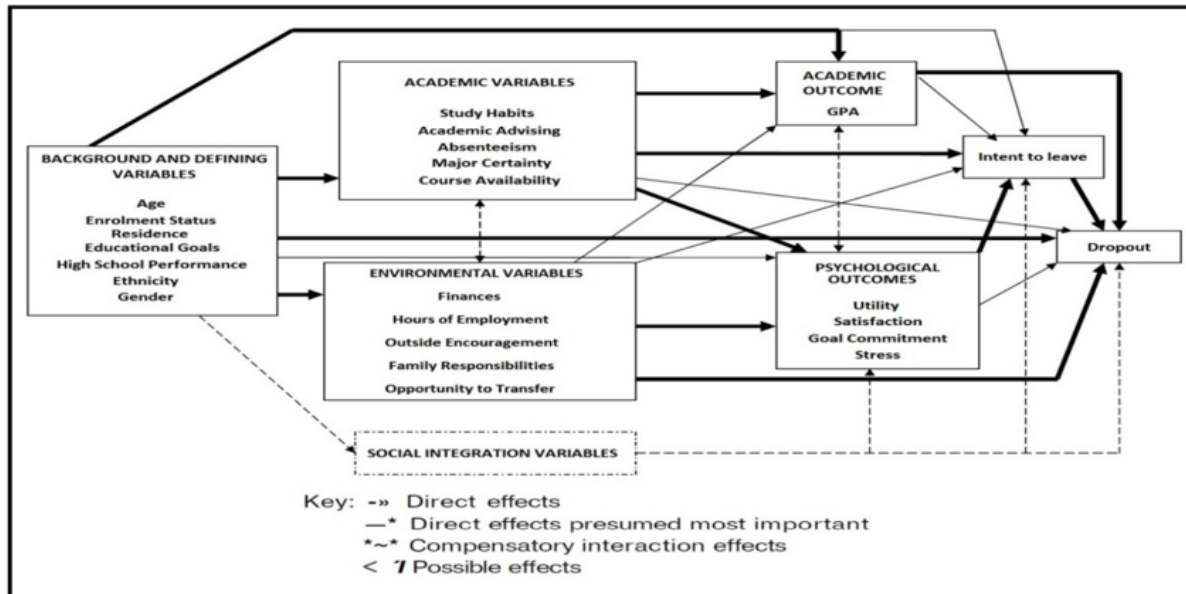 BACKGROUND AND DEFINING
VARIABLES
Age
Enrolment Status
Residence
Educational Goals
High School Performance
Ethnicity
Gender
ACADEMIC VARIABLES
Study Habits
Academic Advising
Absenteeism
Major Certainty
Course Availability
ENVIRONMENTAL VARIABLES
Finances
Hours of Employment
Outside Encouragement
Family Responsibilities
Opportunity to Transfer
SOCIAL INTEGRATION VARIABLES
ACADEMIC
OUTCOME
GPA
PSYCHOLOGICAL
OUTCOMES
Utility
Satisfaction
Goal Commitment
Stress
Intent to leave
Dropout
Key: -» Direct effects
—* Direct effects presumed most important
*~* Compensatory interaction effects
< 7 Possible effects